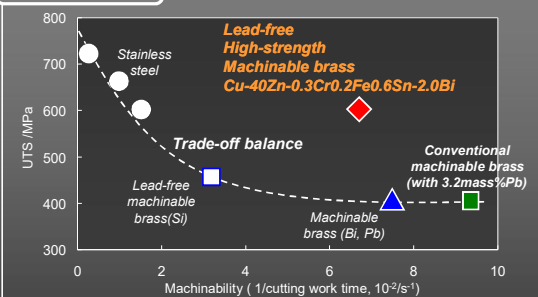 800
700
600
500
400
300
UTS /MPa
Stainless
steel
Lead-free
High-strength
Machinable brass
Cu-40Zn-0.3Cr0.2Fe0.6Sn-2.0Bi
Trade-off balance
Conventional
machinable brass
(with 3.2mass%Pb)
Lead-free
machinable
brass(Si)
Machinable
brass (Bi, Pb)
0 2 4 6 8 10
Machinability ( 1/cutting work time, 10⁻²/s⁻¹)